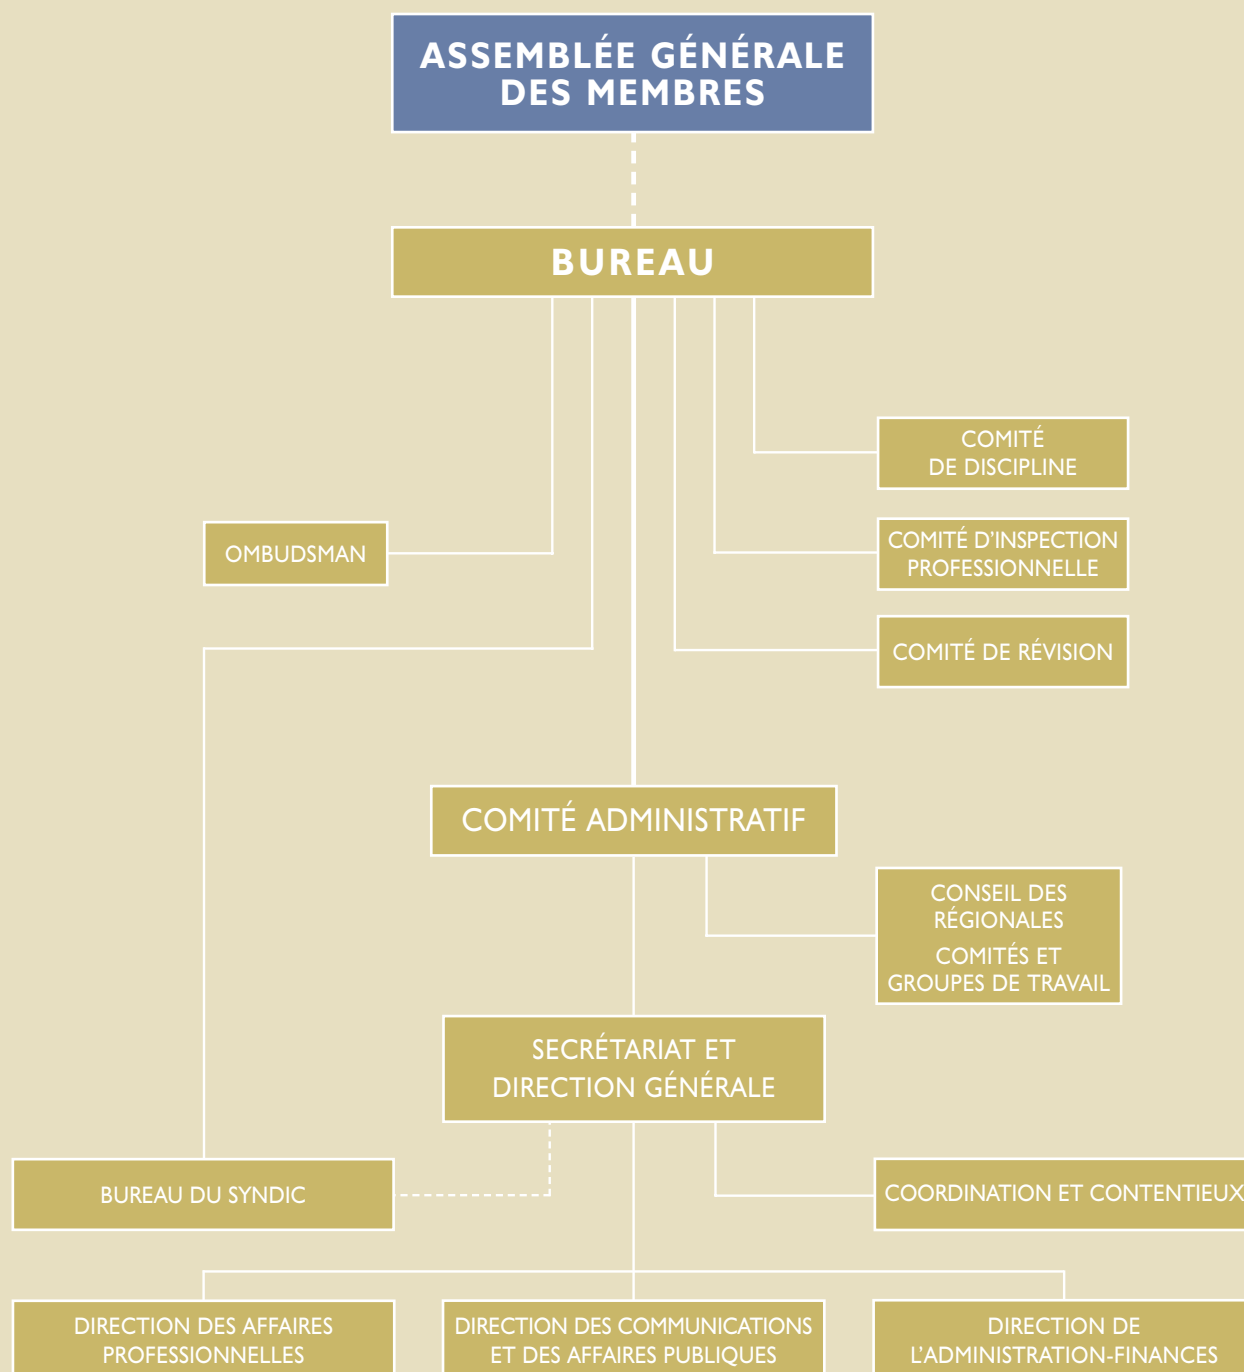 ASSEMBLÉE GÉNÉRALE
DES MEMBRES
BUREAU
COMITÉ
DE DISCIPLINE
OMBUDSMAN
COMITÉ D'INSPECTION
PROFESSIONNELLE
COMITÉ DE RÉVISION
COMITÉ ADMINISTRATIF
CONSEIL DES
RÉGIONALES
COMITÉS ET
GROUPES DE TRAVAIL
SECRÉTARIAT ET
DIRECTION GÉNÉRALE
BUREAU DU SYNDIC
COORDINATION ET CONTENTIEUX
DIRECTION DES AFFAIRES
PROFESSIONNELLES
DIRECTION DES COMMUNICATIONS
ET DES AFFAIRES PUBLIQUES
DIRECTION DE
L'ADMINISTRATION-FINANCES